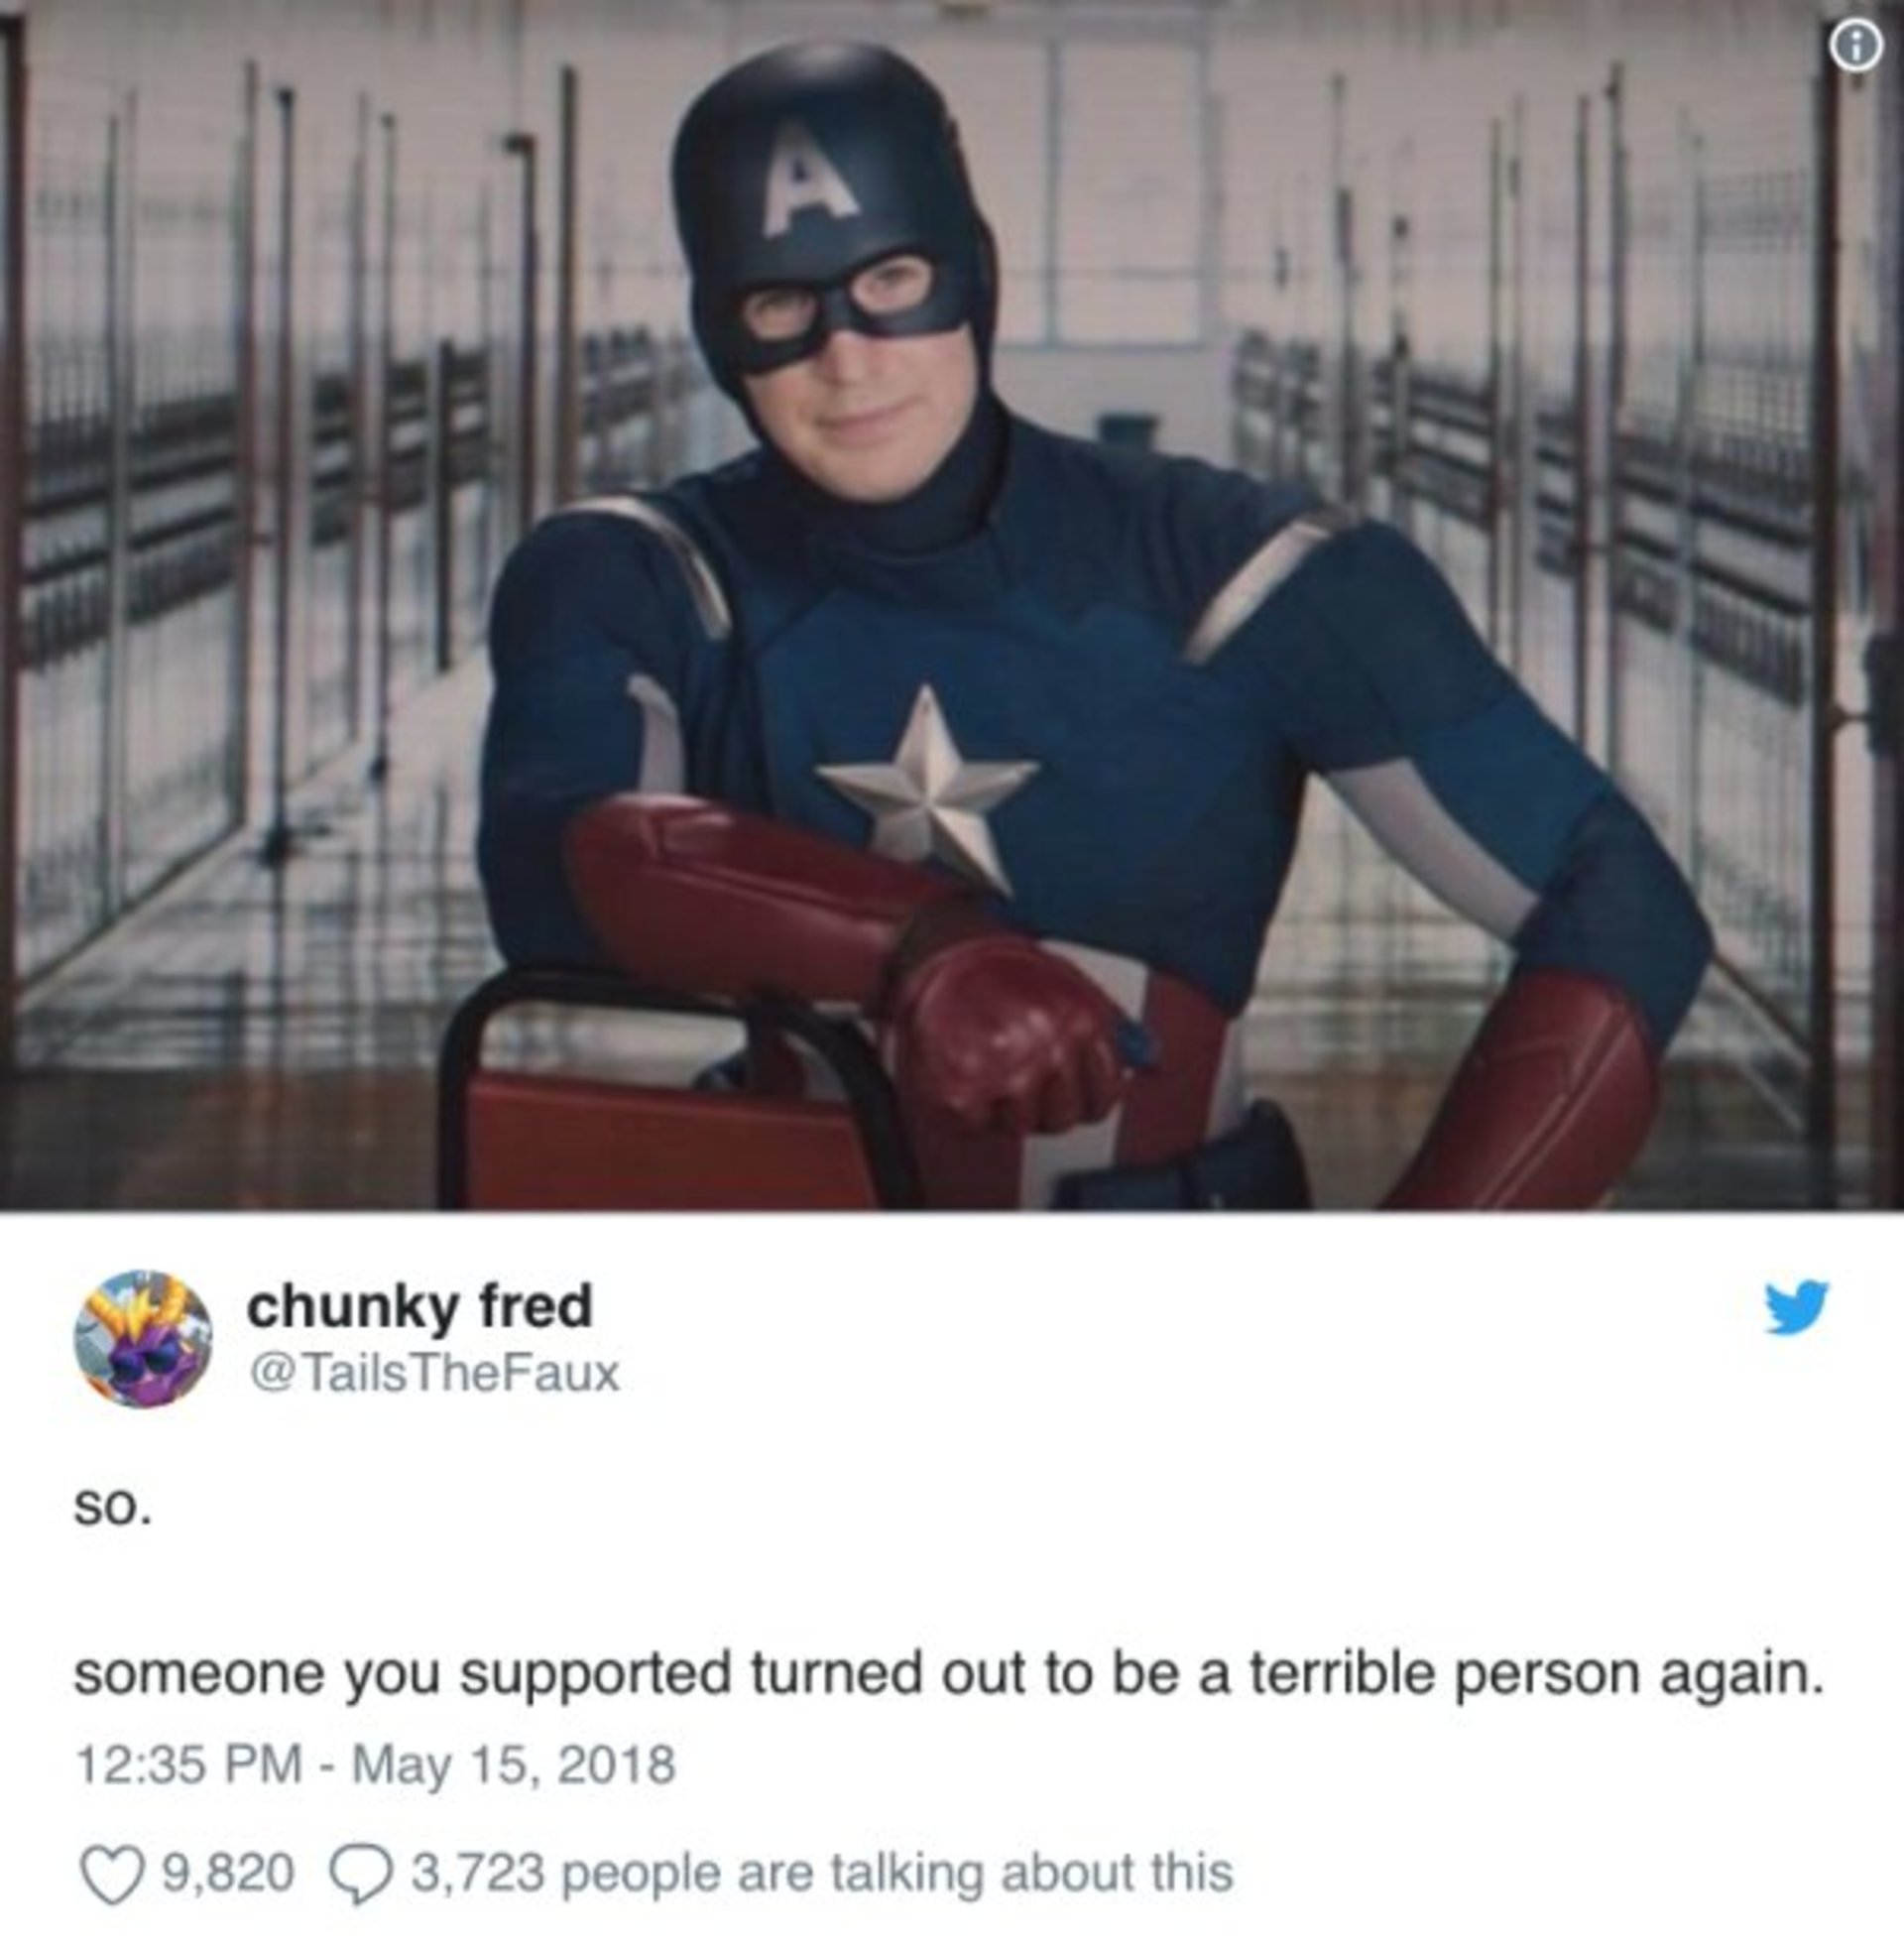 A
chunky fred
@TailsTheFaux
so.
someone you supported turned out to be a terrible person again.
12:35 PM - May 15, 2018
9,820 3,723 people are talking about this